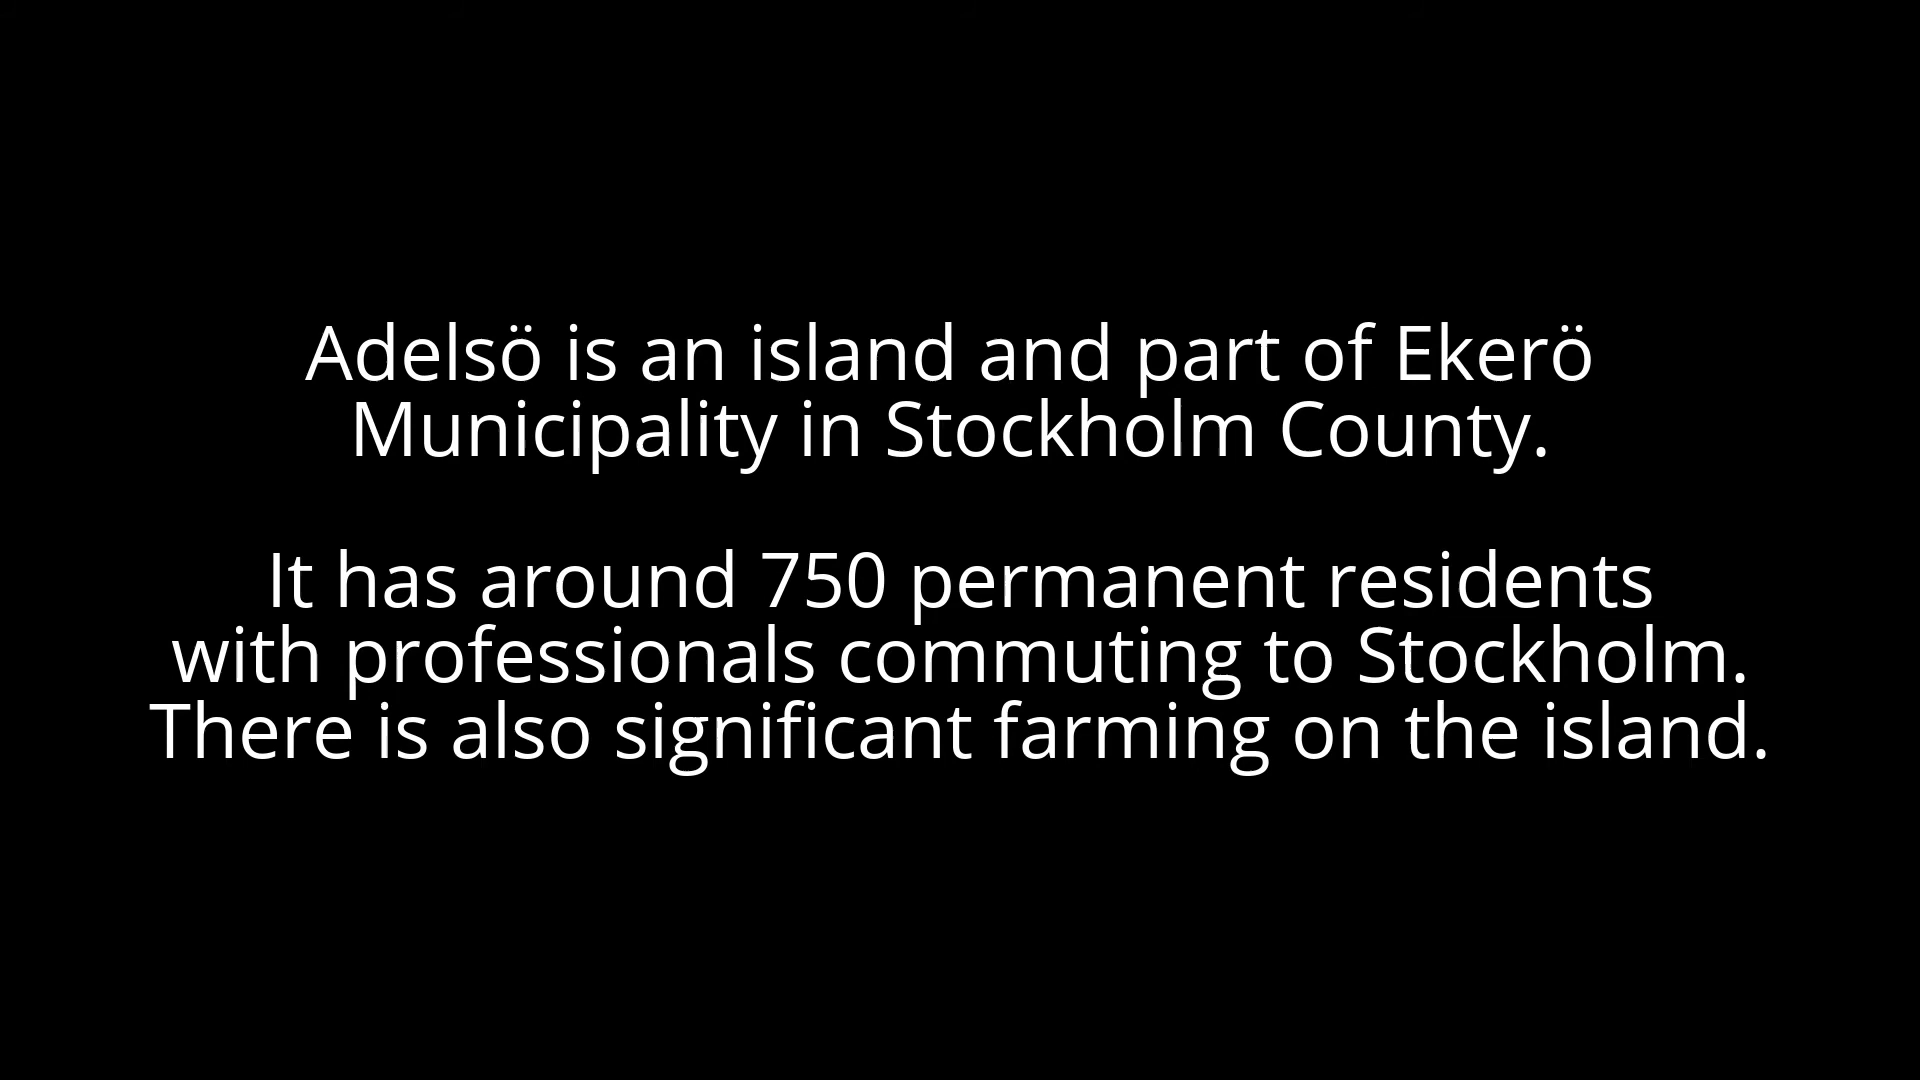 Adelsö is an island and part of Ekerö
Municipality in Stockholm County.
It has around 750 permanent residents
with professionals commuting to Stockholm.
There is also significant farming on the island.